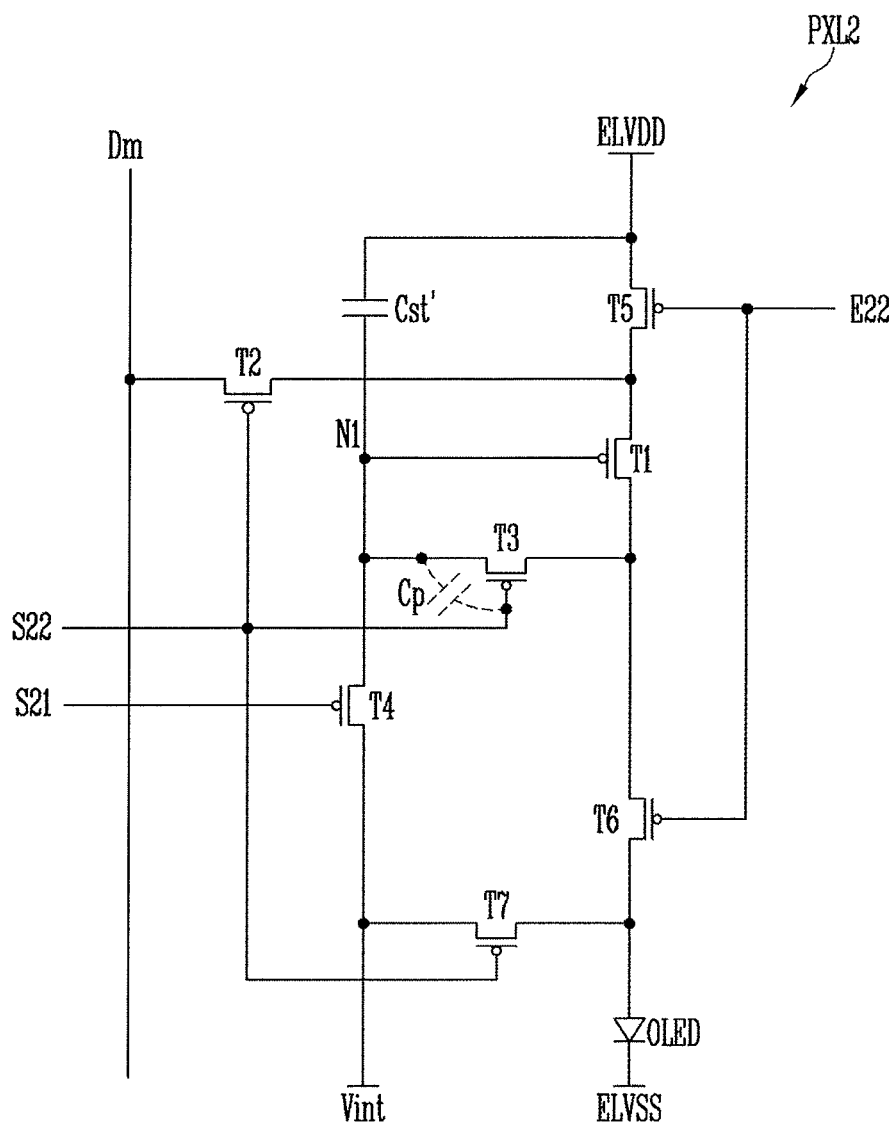 PXL2
ELVDD
Dm
Cst'
T5
E22
T2
N1
T1
T3
Cp
S22
S21
T4
T6
T7
OLED
Vint
ELVSS